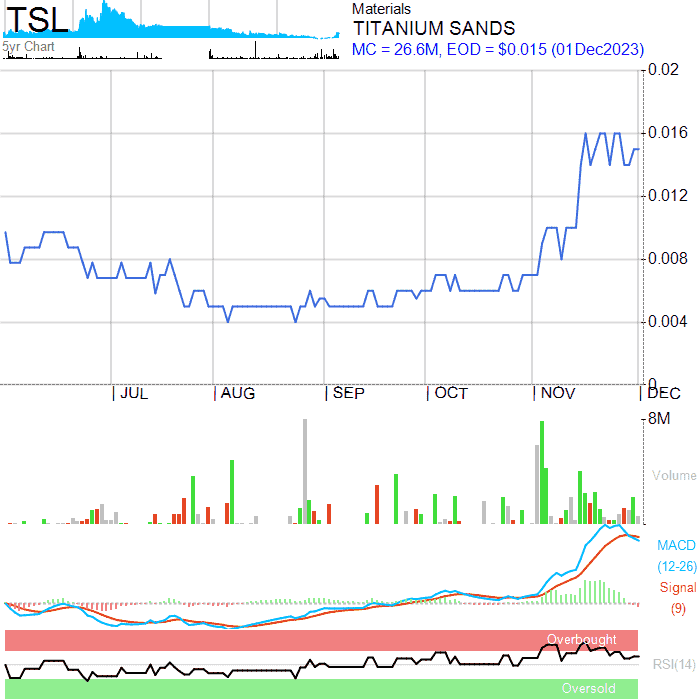 TSL
5yr Chart
Materials
TITANIUM SANDS
MC = 26.6M, EOD = $0.015 (01Dec2023)
0.02
0.016
0.012
0.008
0.004
0
JUL AUG SEP OCT NOV DEC
8M
Volume
MACD
(12-26)
Signal
(9)
Overbought
RSI(14)
Oversold